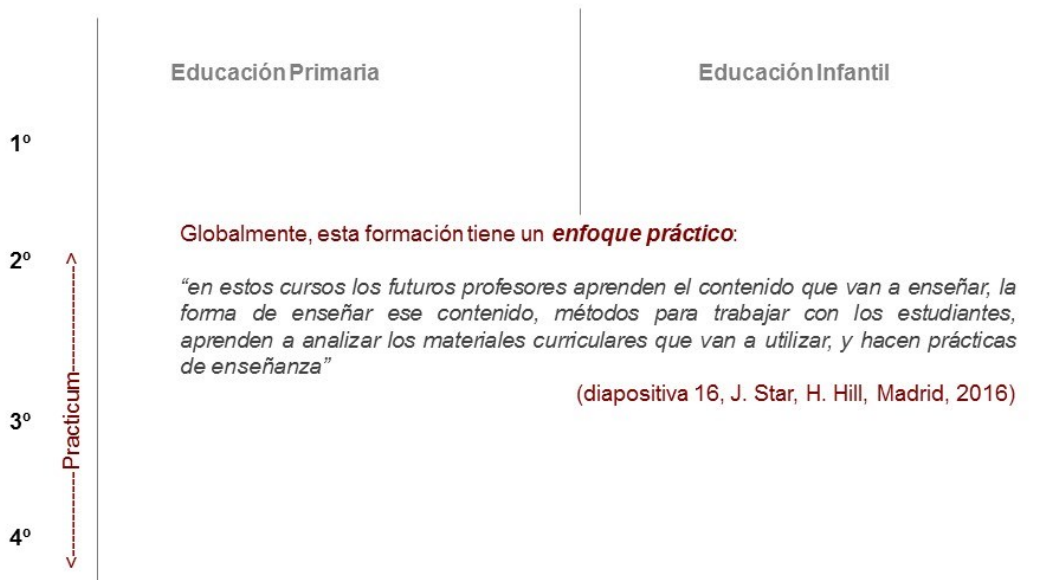 Educación Primaria
Educación Infantil
1º
Globalmente, esta formación tiene un enfoque práctico:
2º
“en estos cursos los futuros profesores aprenden el contenido que van a enseñar, la
forma de enseñar ese contenido, métodos para trabajar con los estudiantes,
aprenden a analizar los materiales curriculares que van a utilizar, y hacen prácticas
de enseñanza”
(diapositiva 16, J. Star, H. Hill, Madrid, 2016)
3º
<--------------Practicum---------------->
4º